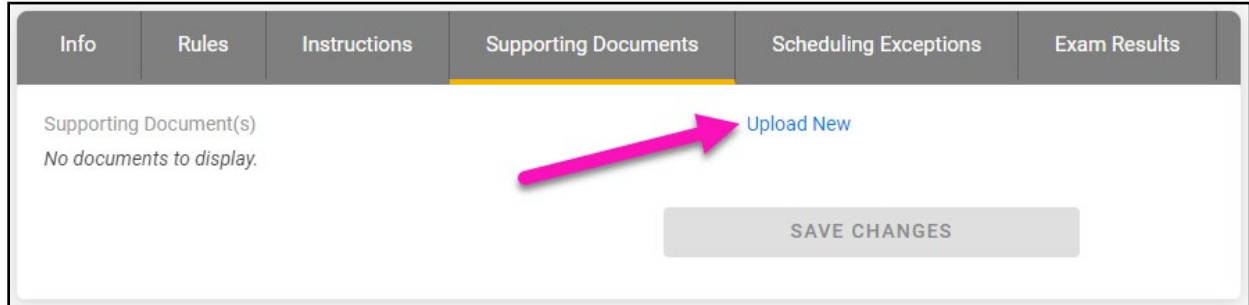 Info Rules Instructions Supporting Documents Scheduling Exceptions Exam Results
Supporting Document(s) Upload New
No documents to display.
SAVE CHANGES